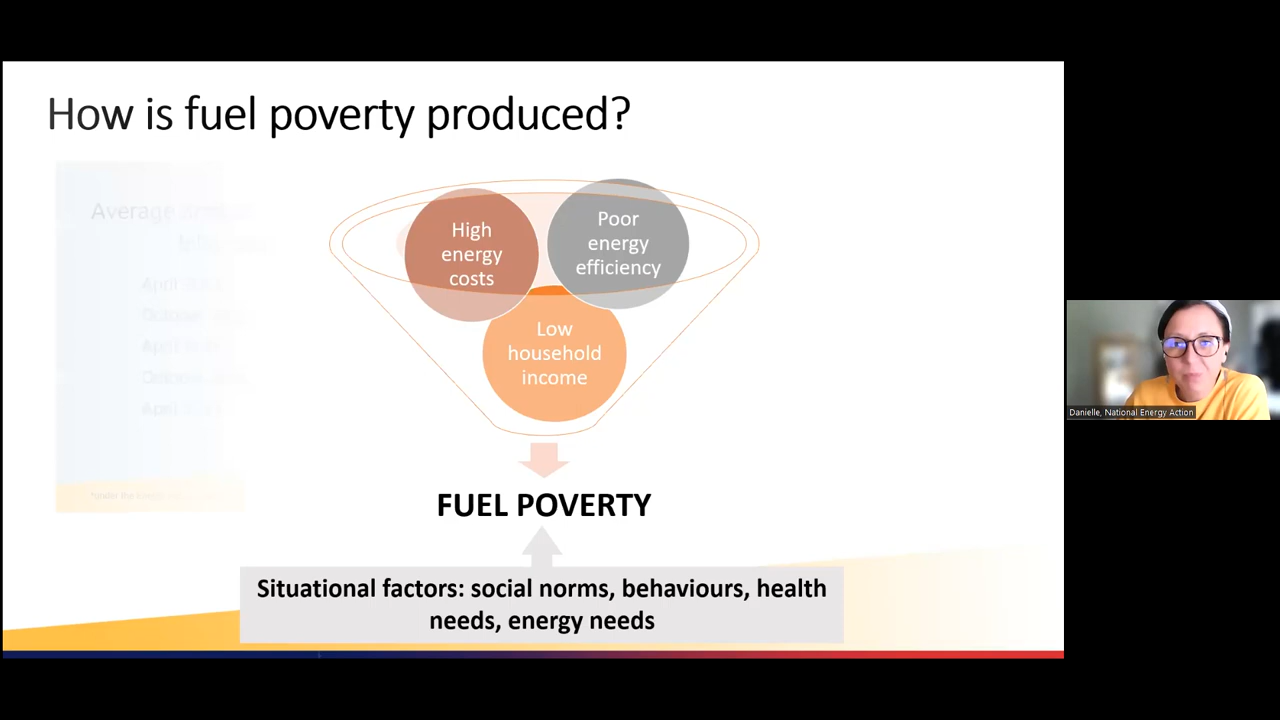 How is fuel poverty produced?
Average
High
energy
costs
Poor
energy
efficiency
Low
household
income
FUEL POVERTY
Situational factors: social norms, behaviours, health
needs, energy needs
Danielle, National Energy Action